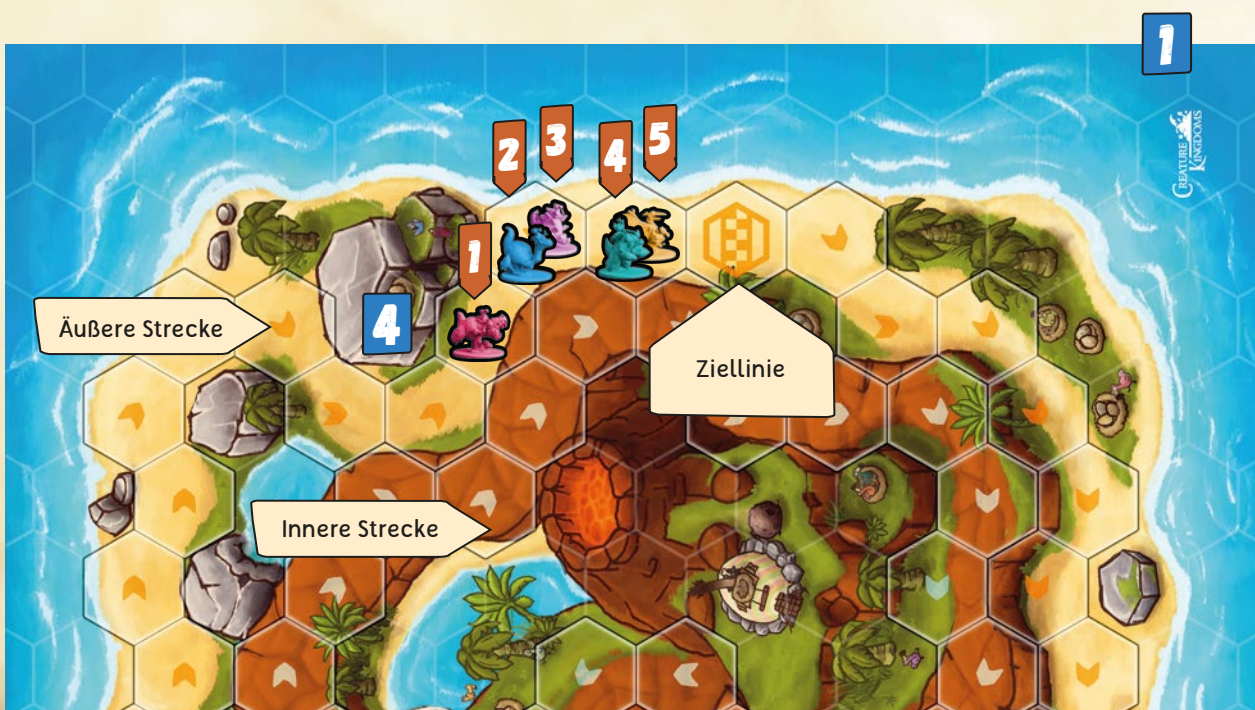 1
CREATURE
KINGDOMS
2
3
4
5
1
4
Äußere Strecke
Ziellinie
Innere Strecke